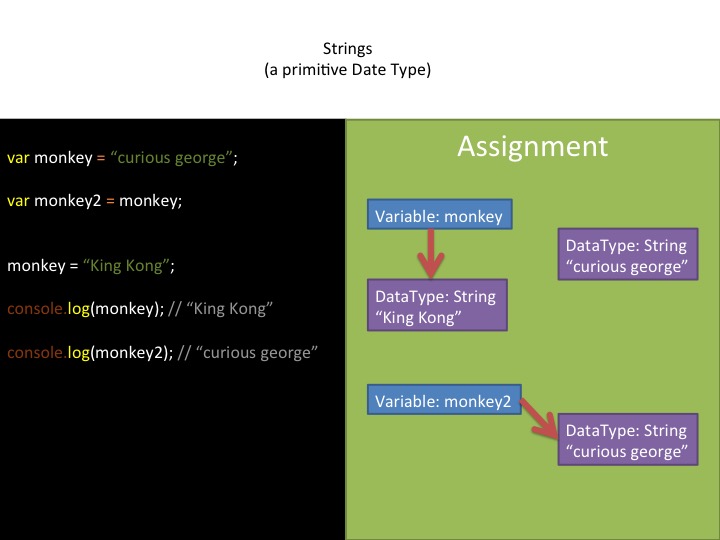 Strings
(a primitive Date Type)
var monkey = “curious george”;
var monkey2 = monkey;
monkey = “King Kong”;
console.log(monkey); // “King Kong”
console.log(monkey2); // “curious george”
Assignment
Variable: monkey
DataType: String
“curious george”
DataType: String
“King Kong”
Variable: monkey2
DataType: String
“curious george”